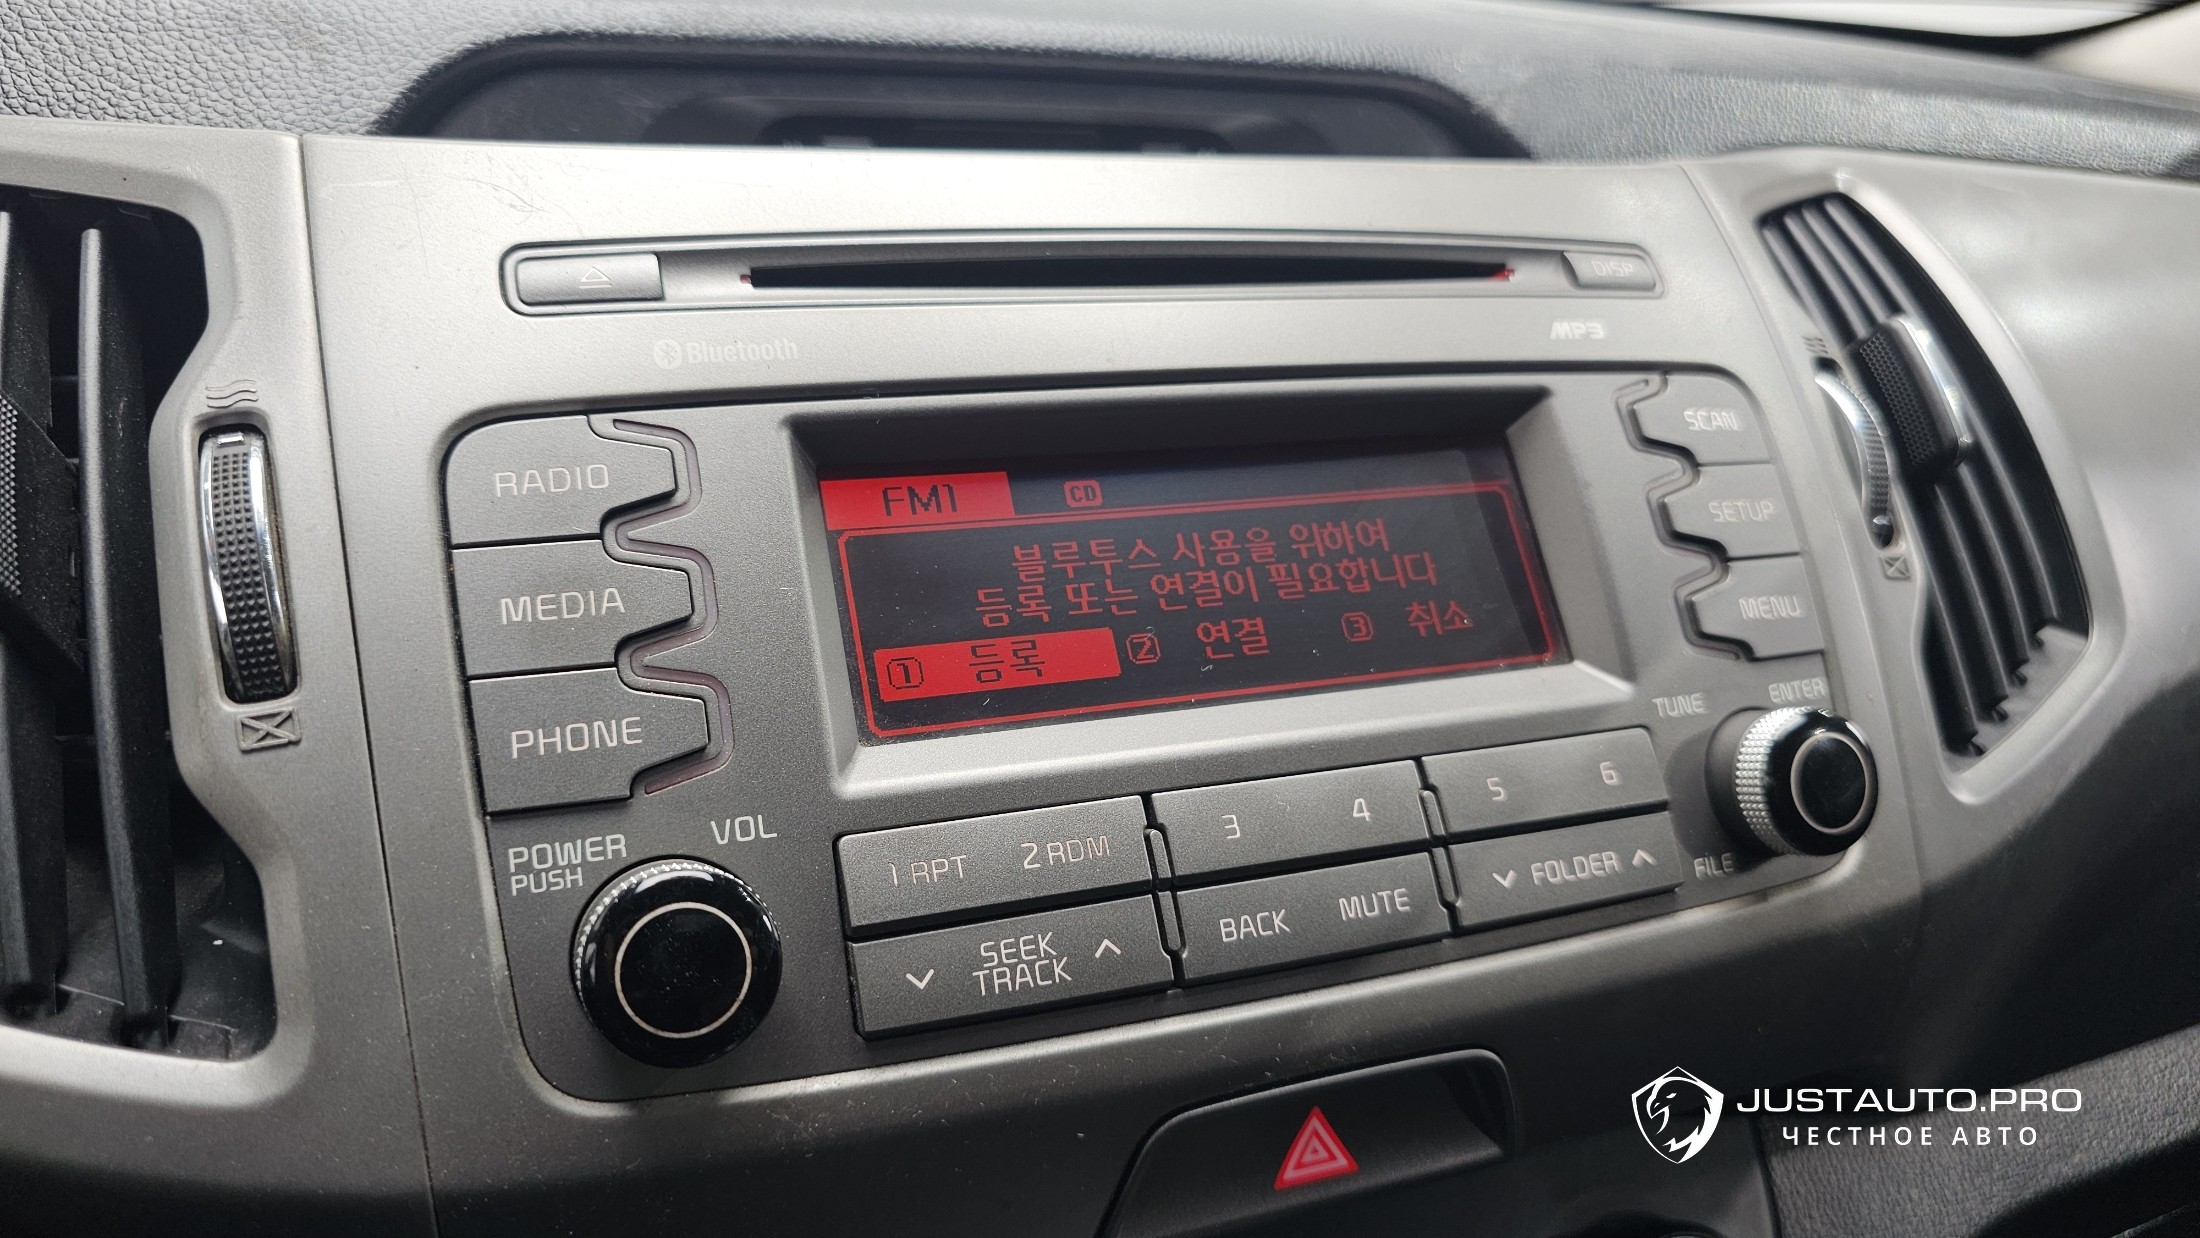 DISP
Bluetooth
MP3
RADIO
MEDIA
PHONE
FM1
CD
블루투스 사용을 위하여
등록 또는 연결이 필요합니다
1 등록 2 연결 3 취소
SCAN
SETUP
MENU
TUNE
ENTER
FILE
POWER
PUSH
VOL
1 RPT 2 RDM
3 4
5 6
SEEK
TRACK
BACK MUTE
FOLDER
JUSTAUTO.PRO
ЧЕСТНОЕ АВТО